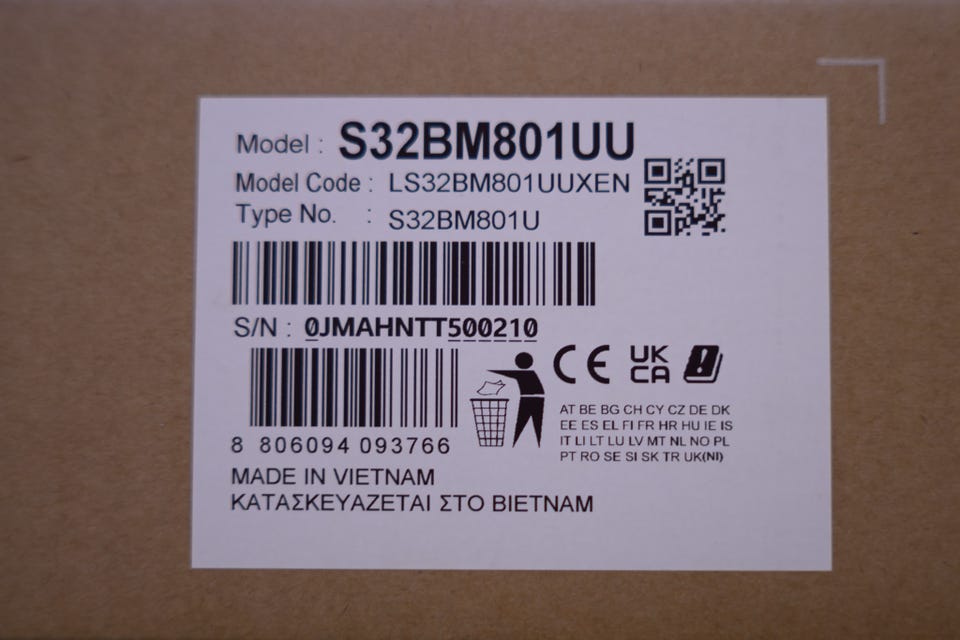 Model : S32BM801UU
Model Code : LS32BM801UUXEN
Type No. : S32BM801U
S/N : 0JMAHNTT500210
CE UKCA
AT BE BG CH CY CZ DE DK
EE ES EL FI FR HR HU IE IS
IT LI LT LU LV MT NL NO PL
PT RO SE SI SK TR UK(NI)
8 806094 093766
MADE IN VIETNAM
ΚΑΤΑΣΚΕΥΑΖΕΤΑΙ ΣΤΟ ΒΙΕΤΝΑΜ